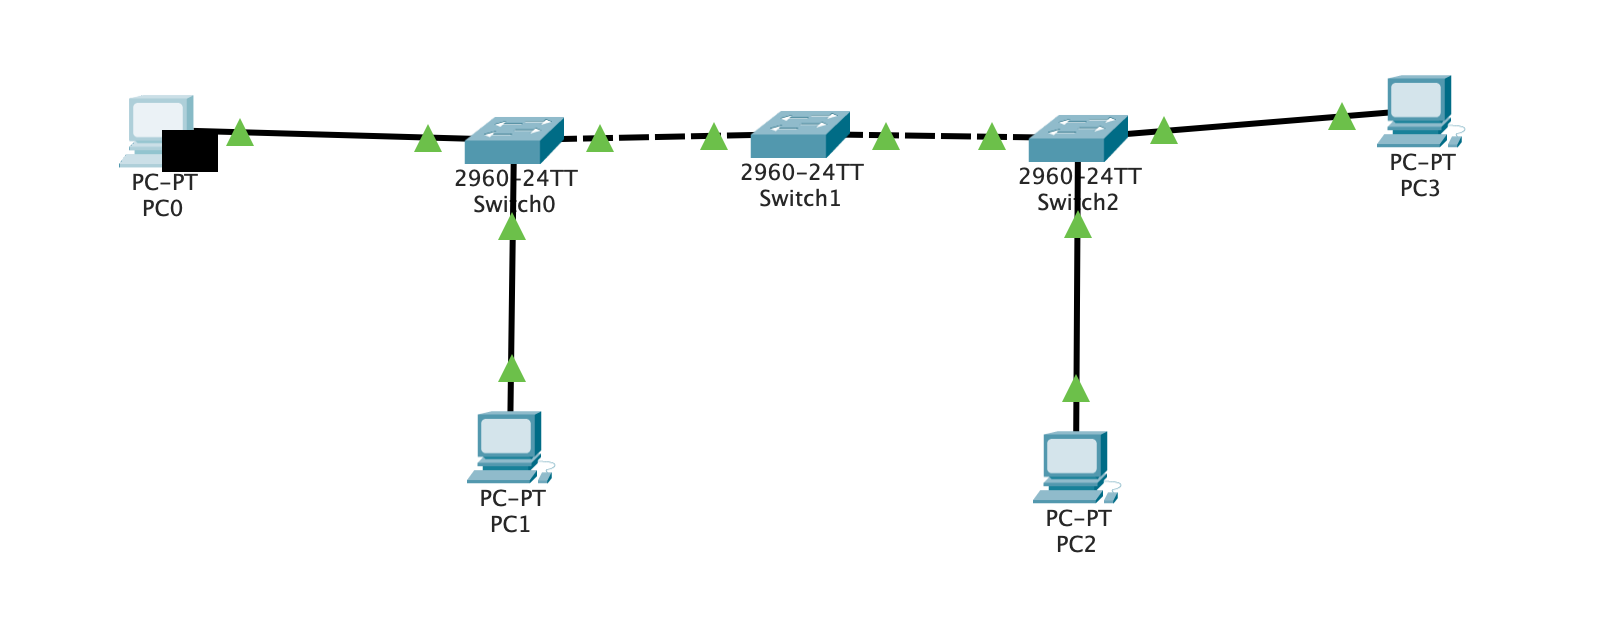 PC-PT
PC0
2960-24TT
Switch0
2960-24TT
Switch1
2960-24TT
Switch2
PC-PT
PC3
PC-PT
PC1
PC-PT
PC2